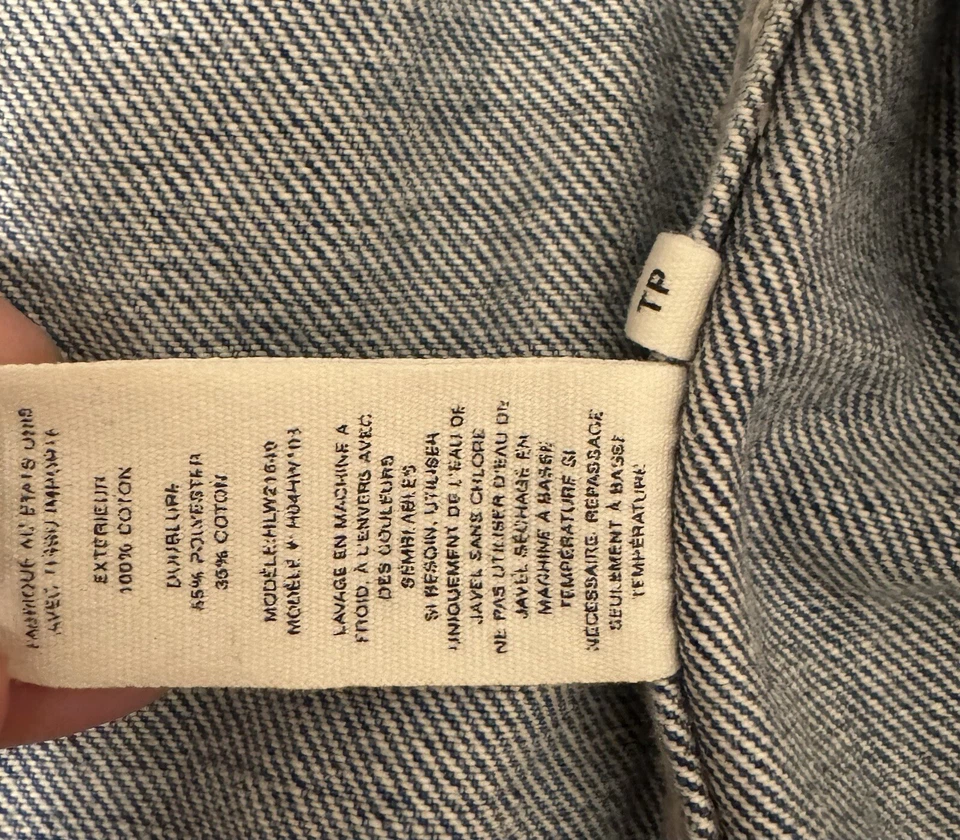 FABRIQUÉ AU ÉTATS UNIS
AVEC TISSU IMPORTÉ
EXTÉRIEUR
100% COTON
DOUBLURE
65% POLYESTER
35% COTON
MODÈLE:
MODÈLE #
LAVAGE EN MACHINE A
FROID À L'ENVERS AVEC
DES COULEURS
SEMBLABLES
SI BESOIN, UTILISER
UNIQUEMENT DE L'EAU DE
JAVEL SANS CHLORE
NE PAS UTILISER D'EAU DE
JAVEL SÉCHAGE EN
MACHINE À BASSE
TEMPÉRATURE SI
NÉCESSAIRE. REPASSAGE
SEULEMENT À BASSE
TEMPÉRATURE
TP